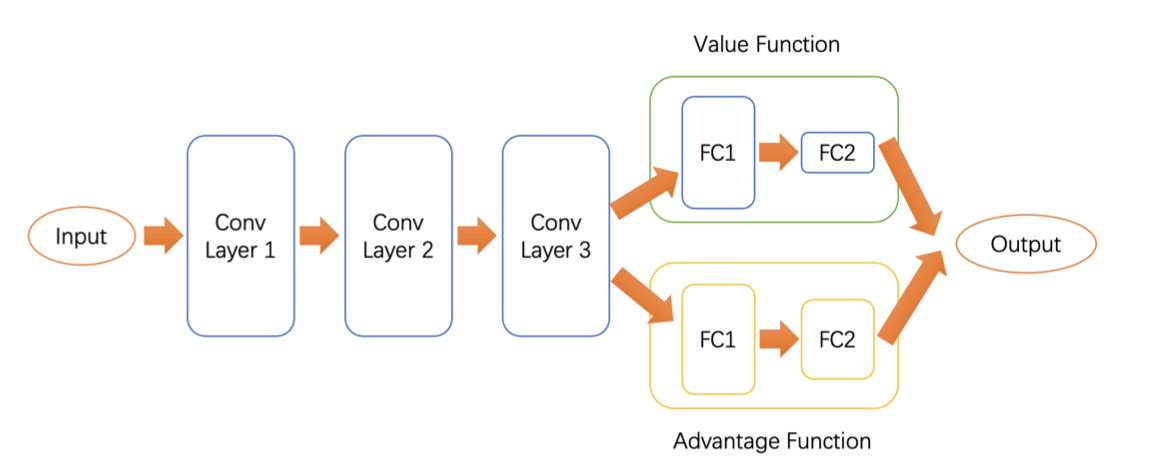 Value Function
FC1
FC2
Input
Conv
Layer 1
Conv
Layer 2
Conv
Layer 3
Output
FC1
FC2
Advantage Function